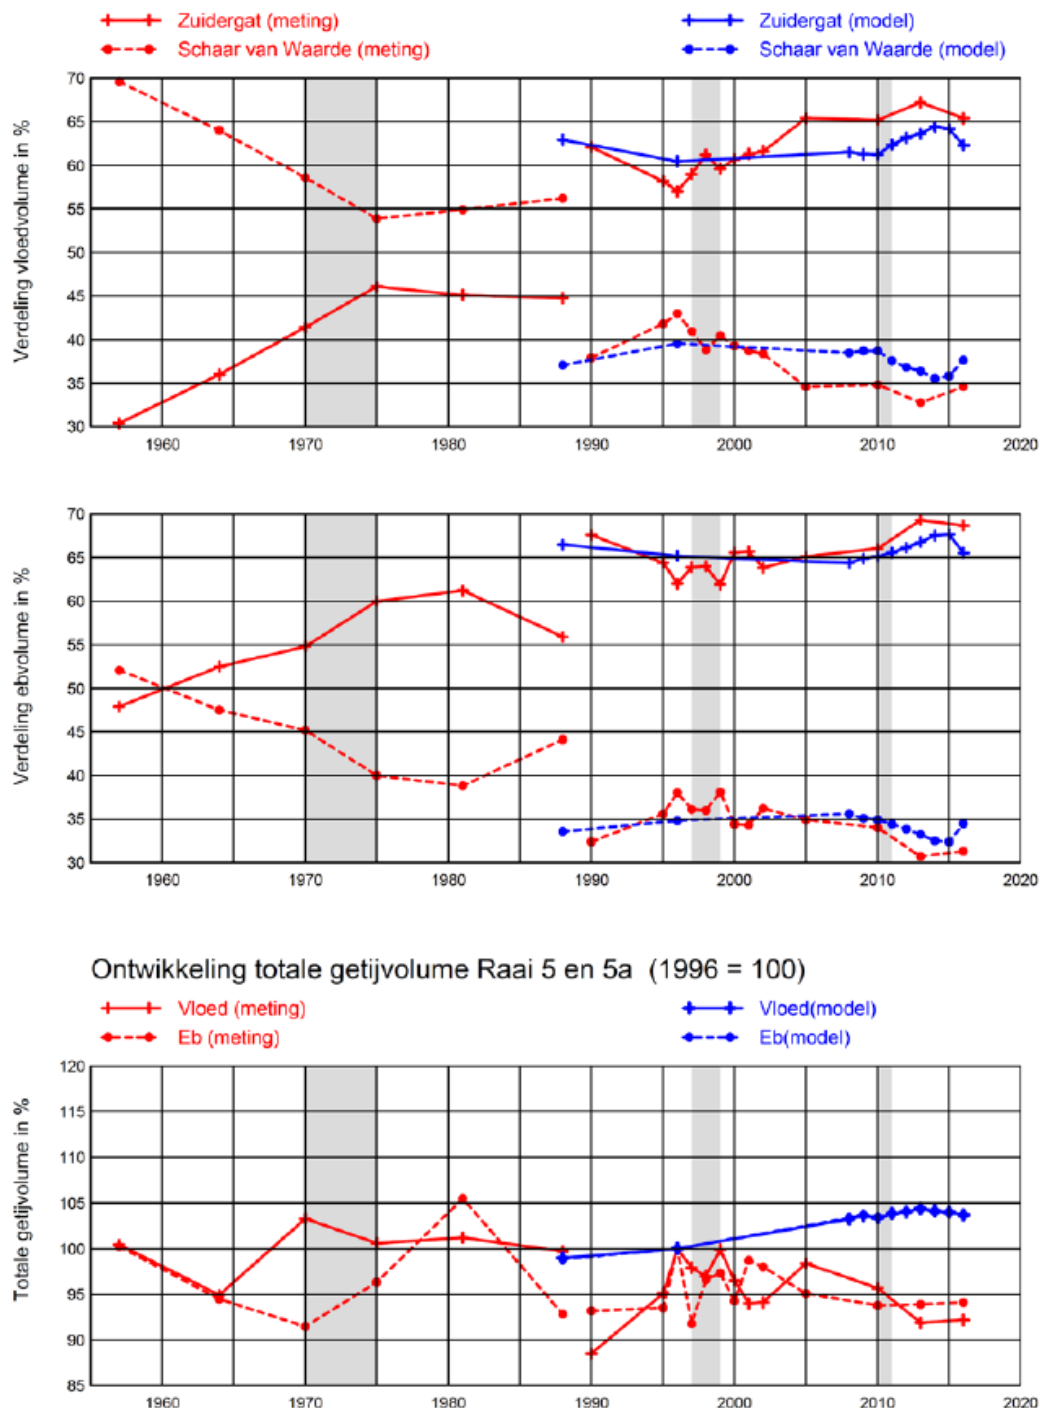 Zuidergat (meting) Zuidergat (model)
Schaar van Waarde (meting) Schaar van Waarde (model)
Verdeling vloedvolume in %
70
65
60
55
50
45
40
35
30
1960 1970 1980 1990 2000 2010 2020
Verdeling ebvolume in %
70
65
60
55
50
45
40
35
30
1960 1970 1980 1990 2000 2010 2020
Ontwikkeling totale getijvolume Raai 5 en 5a (1996 = 100)
Vloed (meting) Vloed(model)
Eb (meting) Eb(model)
Totale getijvolume in %
120
115
110
105
100
95
90
85
1960 1970 1980 1990 2000 2010 2020